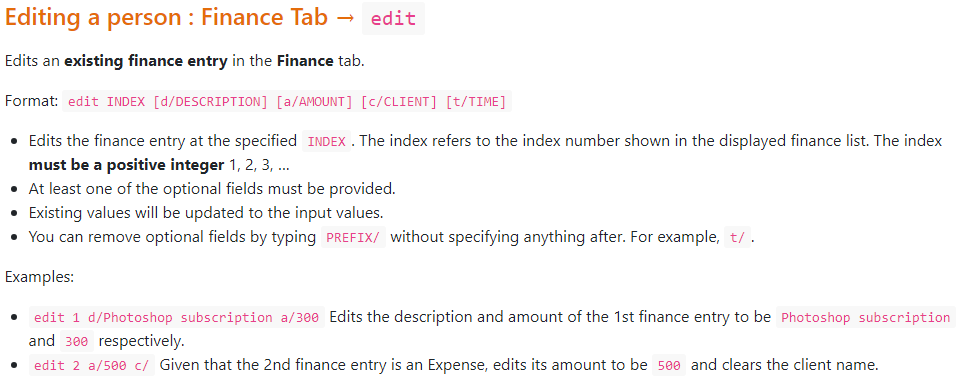 Editing a person : Finance Tab → edit
Edits an existing finance entry in the Finance tab.
Format: edit INDEX [d/DESCRIPTION] [a/AMOUNT] [c/CLIENT] [t/TIME]
• Edits the finance entry at the specified INDEX. The index refers to the index number shown in the displayed finance list. The index
must be a positive integer 1, 2, 3, …
• At least one of the optional fields must be provided.
• Existing values will be updated to the input values.
• You can remove optional fields by typing PREFIX/ without specifying anything after. For example, t/.
Examples:
• edit 1 d/Photoshop subscription a/300 Edits the description and amount of the 1st finance entry to be Photoshop subscription
and 300 respectively.
• edit 2 a/500 c/ Given that the 2nd finance entry is an Expense, edits its amount to be 500 and clears the client name.